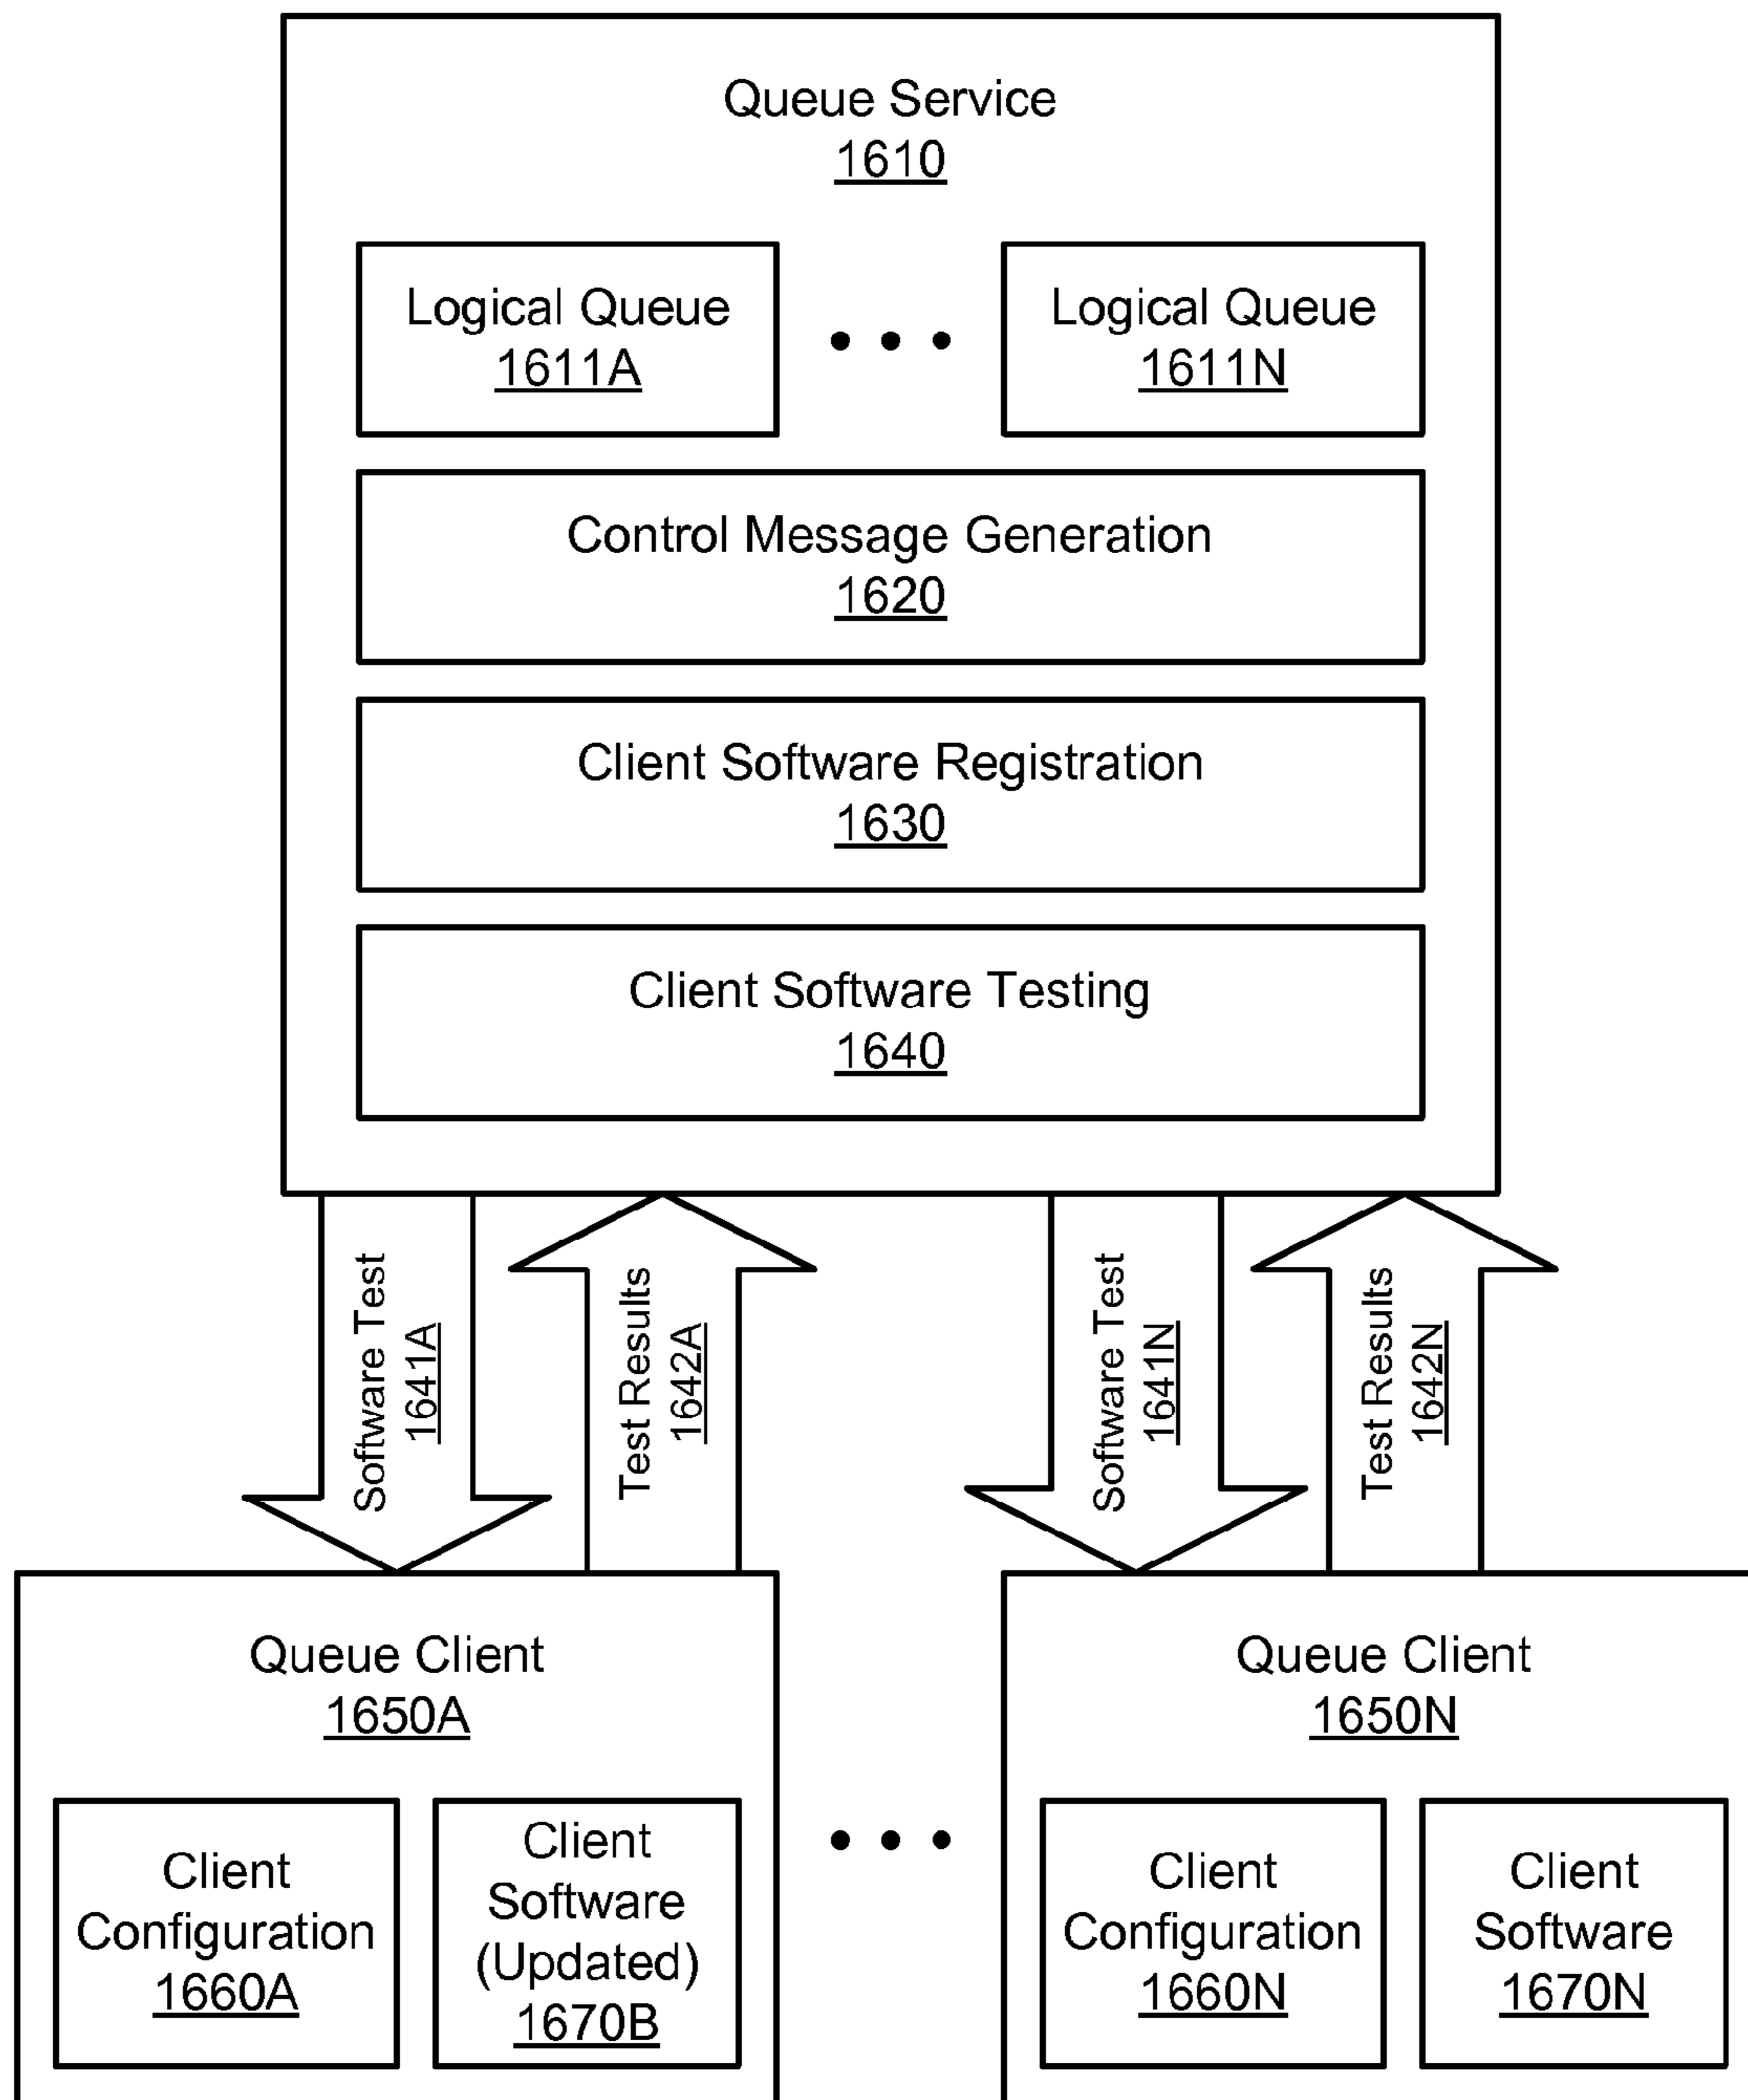 Queue Service
1610
Logical Queue
1611A
Logical Queue
1611N
Control Message Generation
1620
Client Software Registration
1630
Client Software Testing
1640
Software Test
1641A
Test Results
1642A
Software Test
1641N
Test Results
1642N
Queue Client
1650A
Client
Configuration
1660A
Client
Software
(Updated)
1670B
Queue Client
1650N
Client
Configuration
1660N
Client
Software
1670N